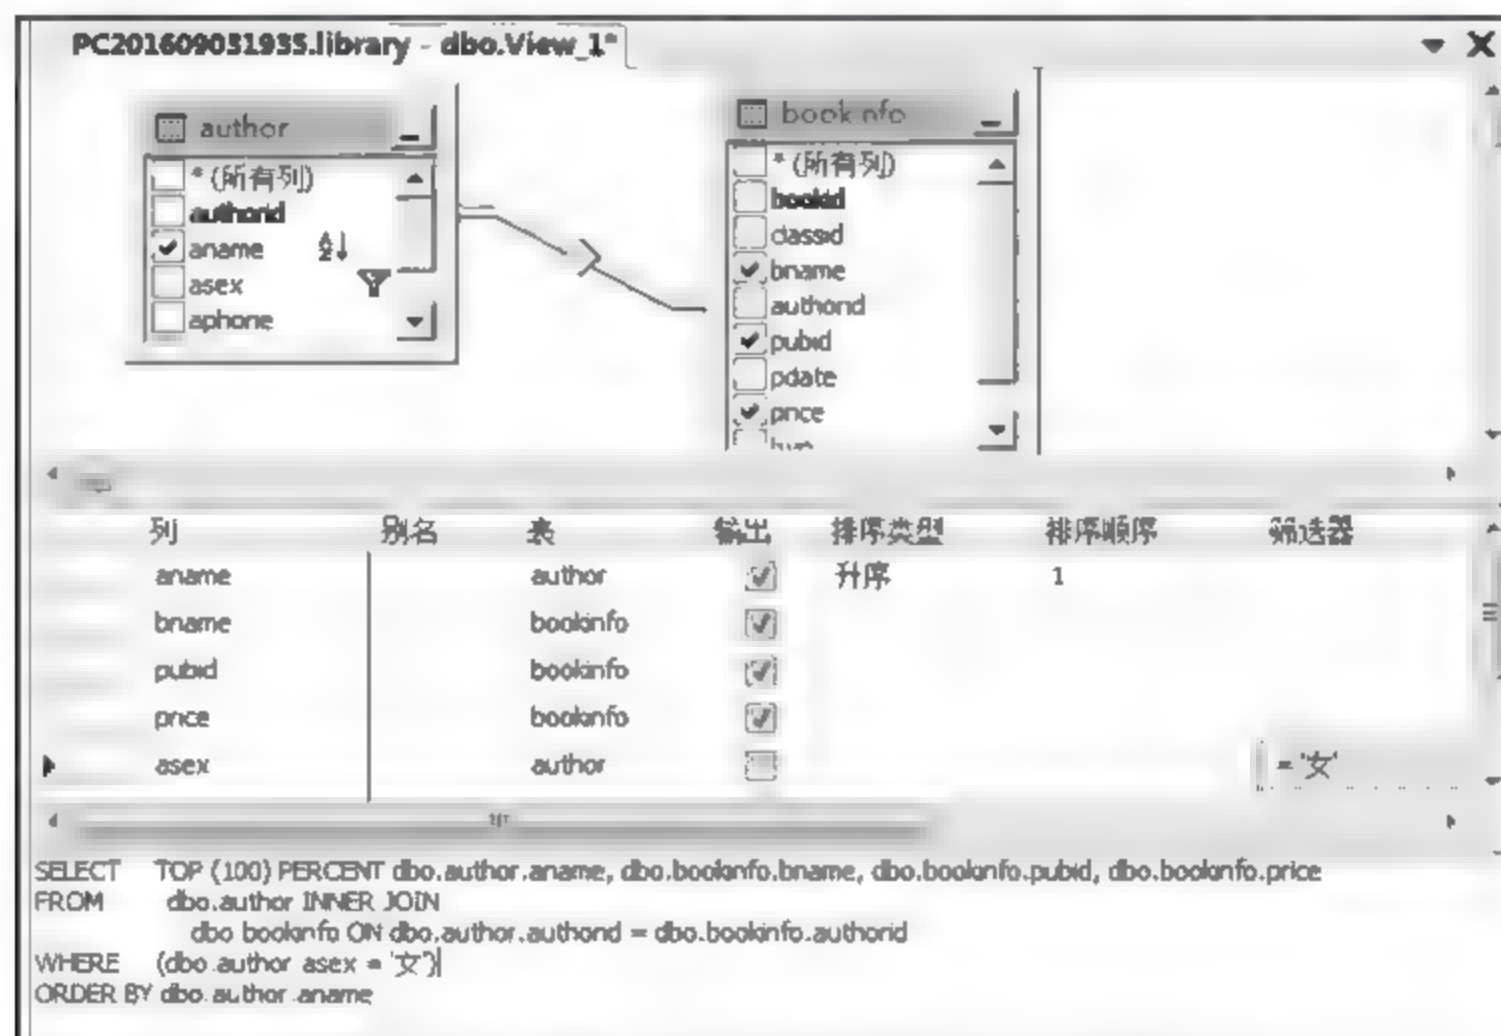 PC201609031935.library - dbo.View_1*
author
* (所有列)
authorid
aname
asex
aphone
bookinfo
* (所有列)
bookid
classid
bname
authorid
pubid
pdate
price
列 别名 表 输出 排序类型 排序顺序 筛选器
aname author 升序 1
bname bookinfo
pubid bookinfo
price bookinfo
asex author = '女'
SELECT TOP (100) PERCENT dbo.author.aname, dbo.bookinfo.bname, dbo.bookinfo.pubid, dbo.bookinfo.price
FROM dbo.author INNER JOIN
dbo.bookinfo ON dbo.author.authorid = dbo.bookinfo.authorid
WHERE (dbo.author.asex = '女')
ORDER BY dbo.author.aname